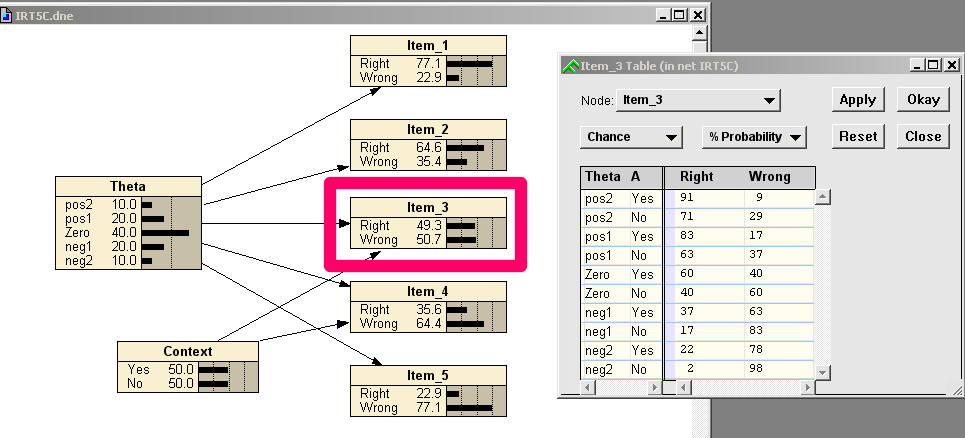 IRT5C.dne
Item_1
Right 77.1
Wrong 22.9
Item_2
Right 64.6
Wrong 35.4
Theta
pos2 10.0
pos1 20.0
Zero 40.0
neg1 20.0
neg2 10.0
Item_3
Right 49.3
Wrong 50.7
Item_4
Right 35.6
Wrong 64.4
Context
Yes 50.0
No 50.0
Item_5
Right 22.9
Wrong 77.1
Item_3 Table (in net IRT5C)
Node: Item_3 Apply Okay
Chance % Probability Reset Close
Theta A Right Wrong
pos2 Yes 91 9
pos2 No 71 29
pos1 Yes 83 17
pos1 No 63 37
Zero Yes 60 40
Zero No 40 60
neg1 Yes 37 63
neg1 No 17 83
neg2 Yes 22 78
neg2 No 2 98